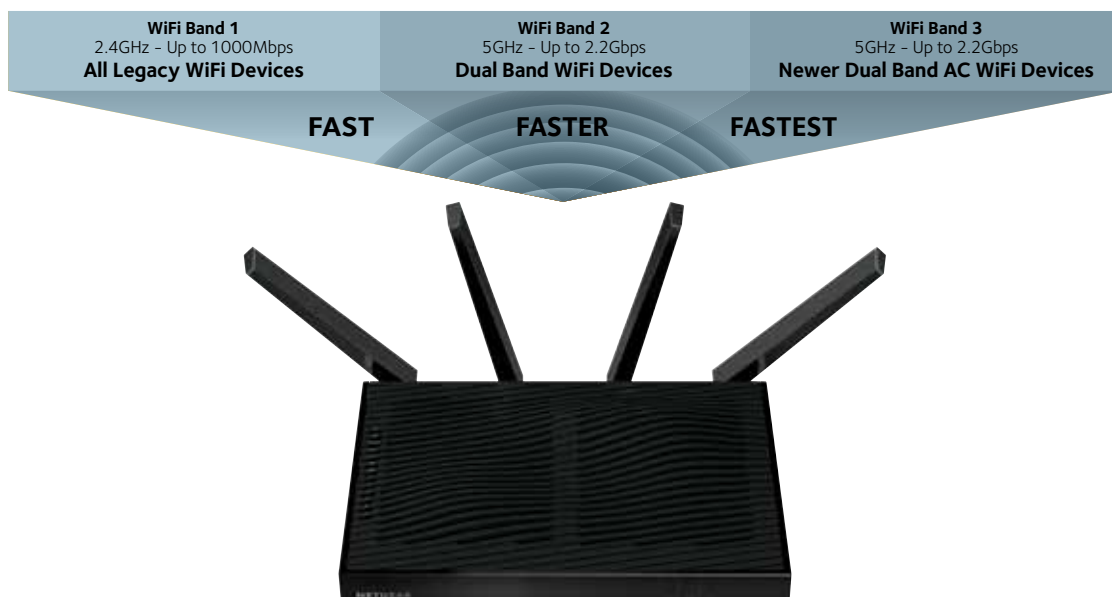 WiFi Band 1
2.4GHz – Up to 1000Mbps
All Legacy WiFi Devices
WiFi Band 2
5GHz – Up to 2.2Gbps
Dual Band WiFi Devices
WiFi Band 3
5GHz – Up to 2.2Gbps
Newer Dual Band AC WiFi Devices
FAST
FASTER
FASTEST
NETGEAR